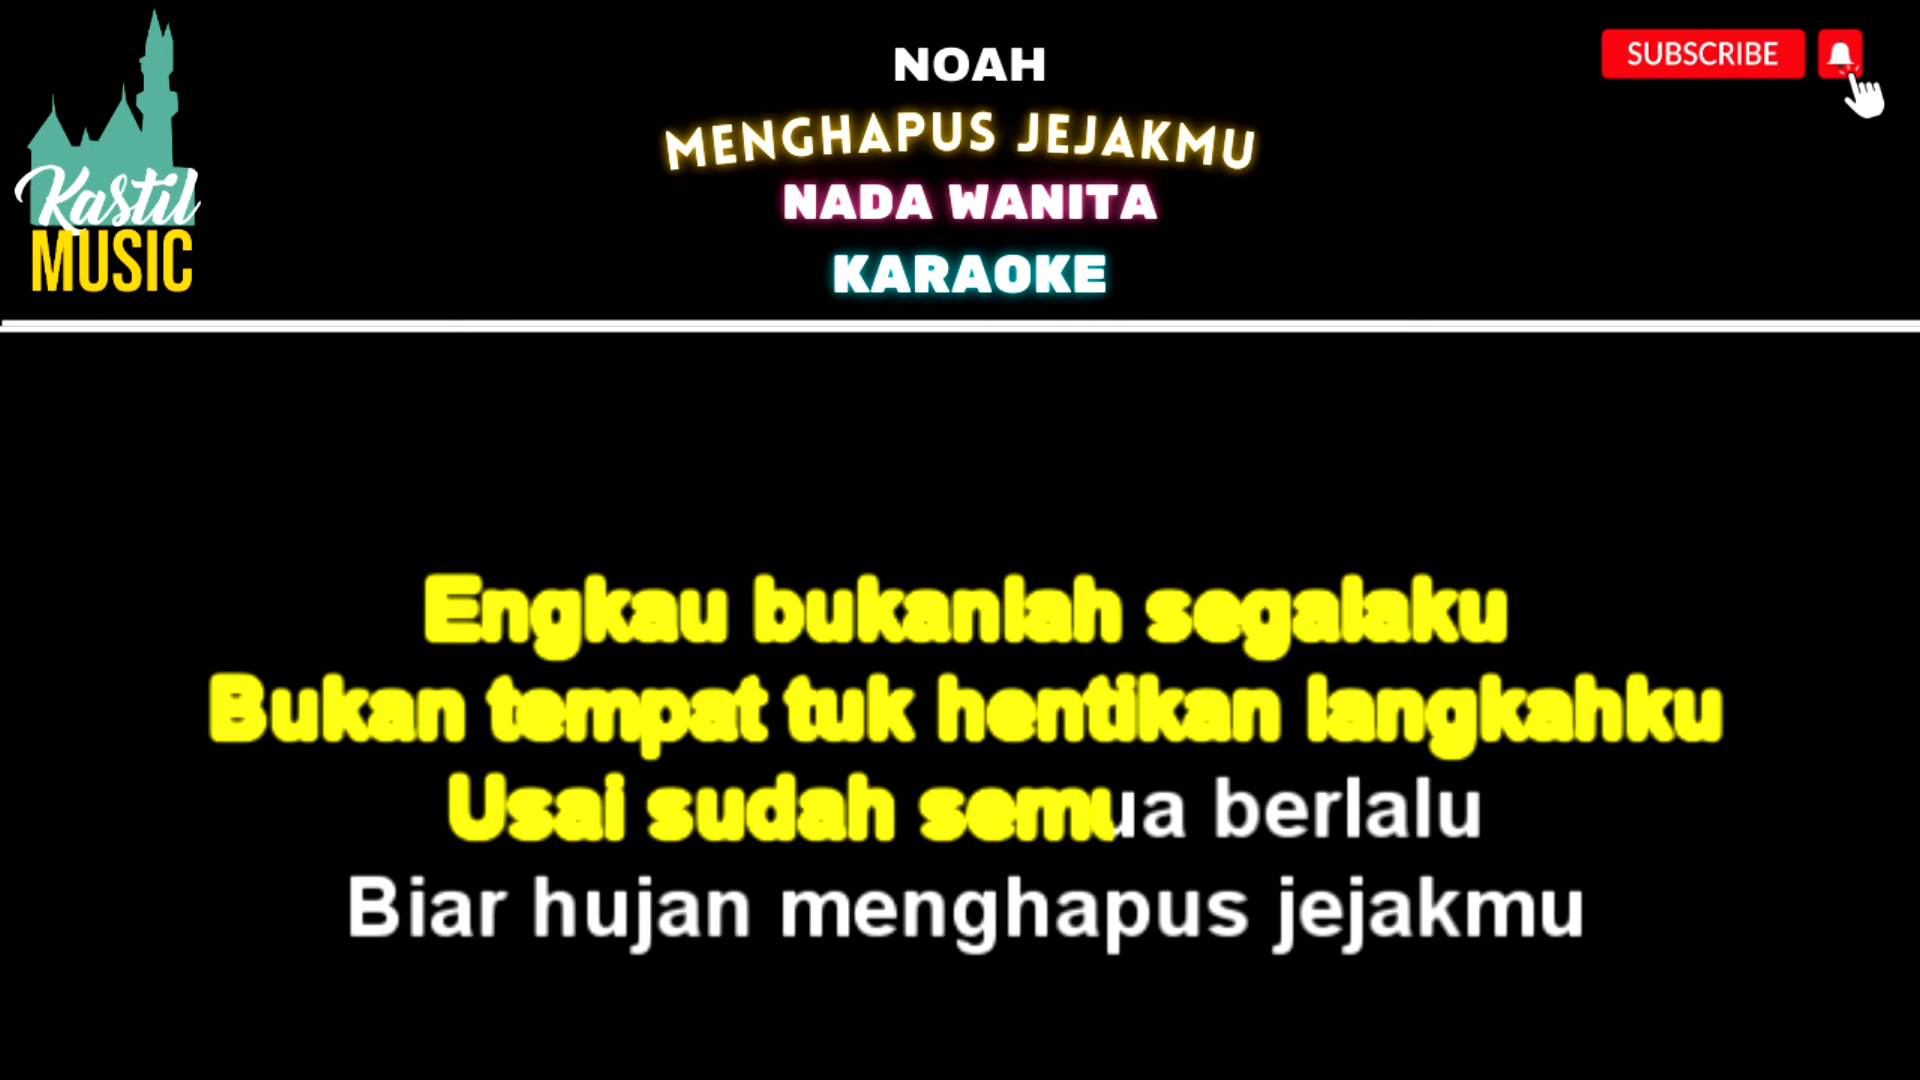 Kastil
MUSIC
NOAH
MENGHAPUS JEJAKMU
NADA WANITA
KARAOKE
SUBSCRIBE
Engkau bukanlah segalaku
Bukan tempat tuk hentikan langkahku
Usai sudah semua berlalu
Biar hujan menghapus jejakmu